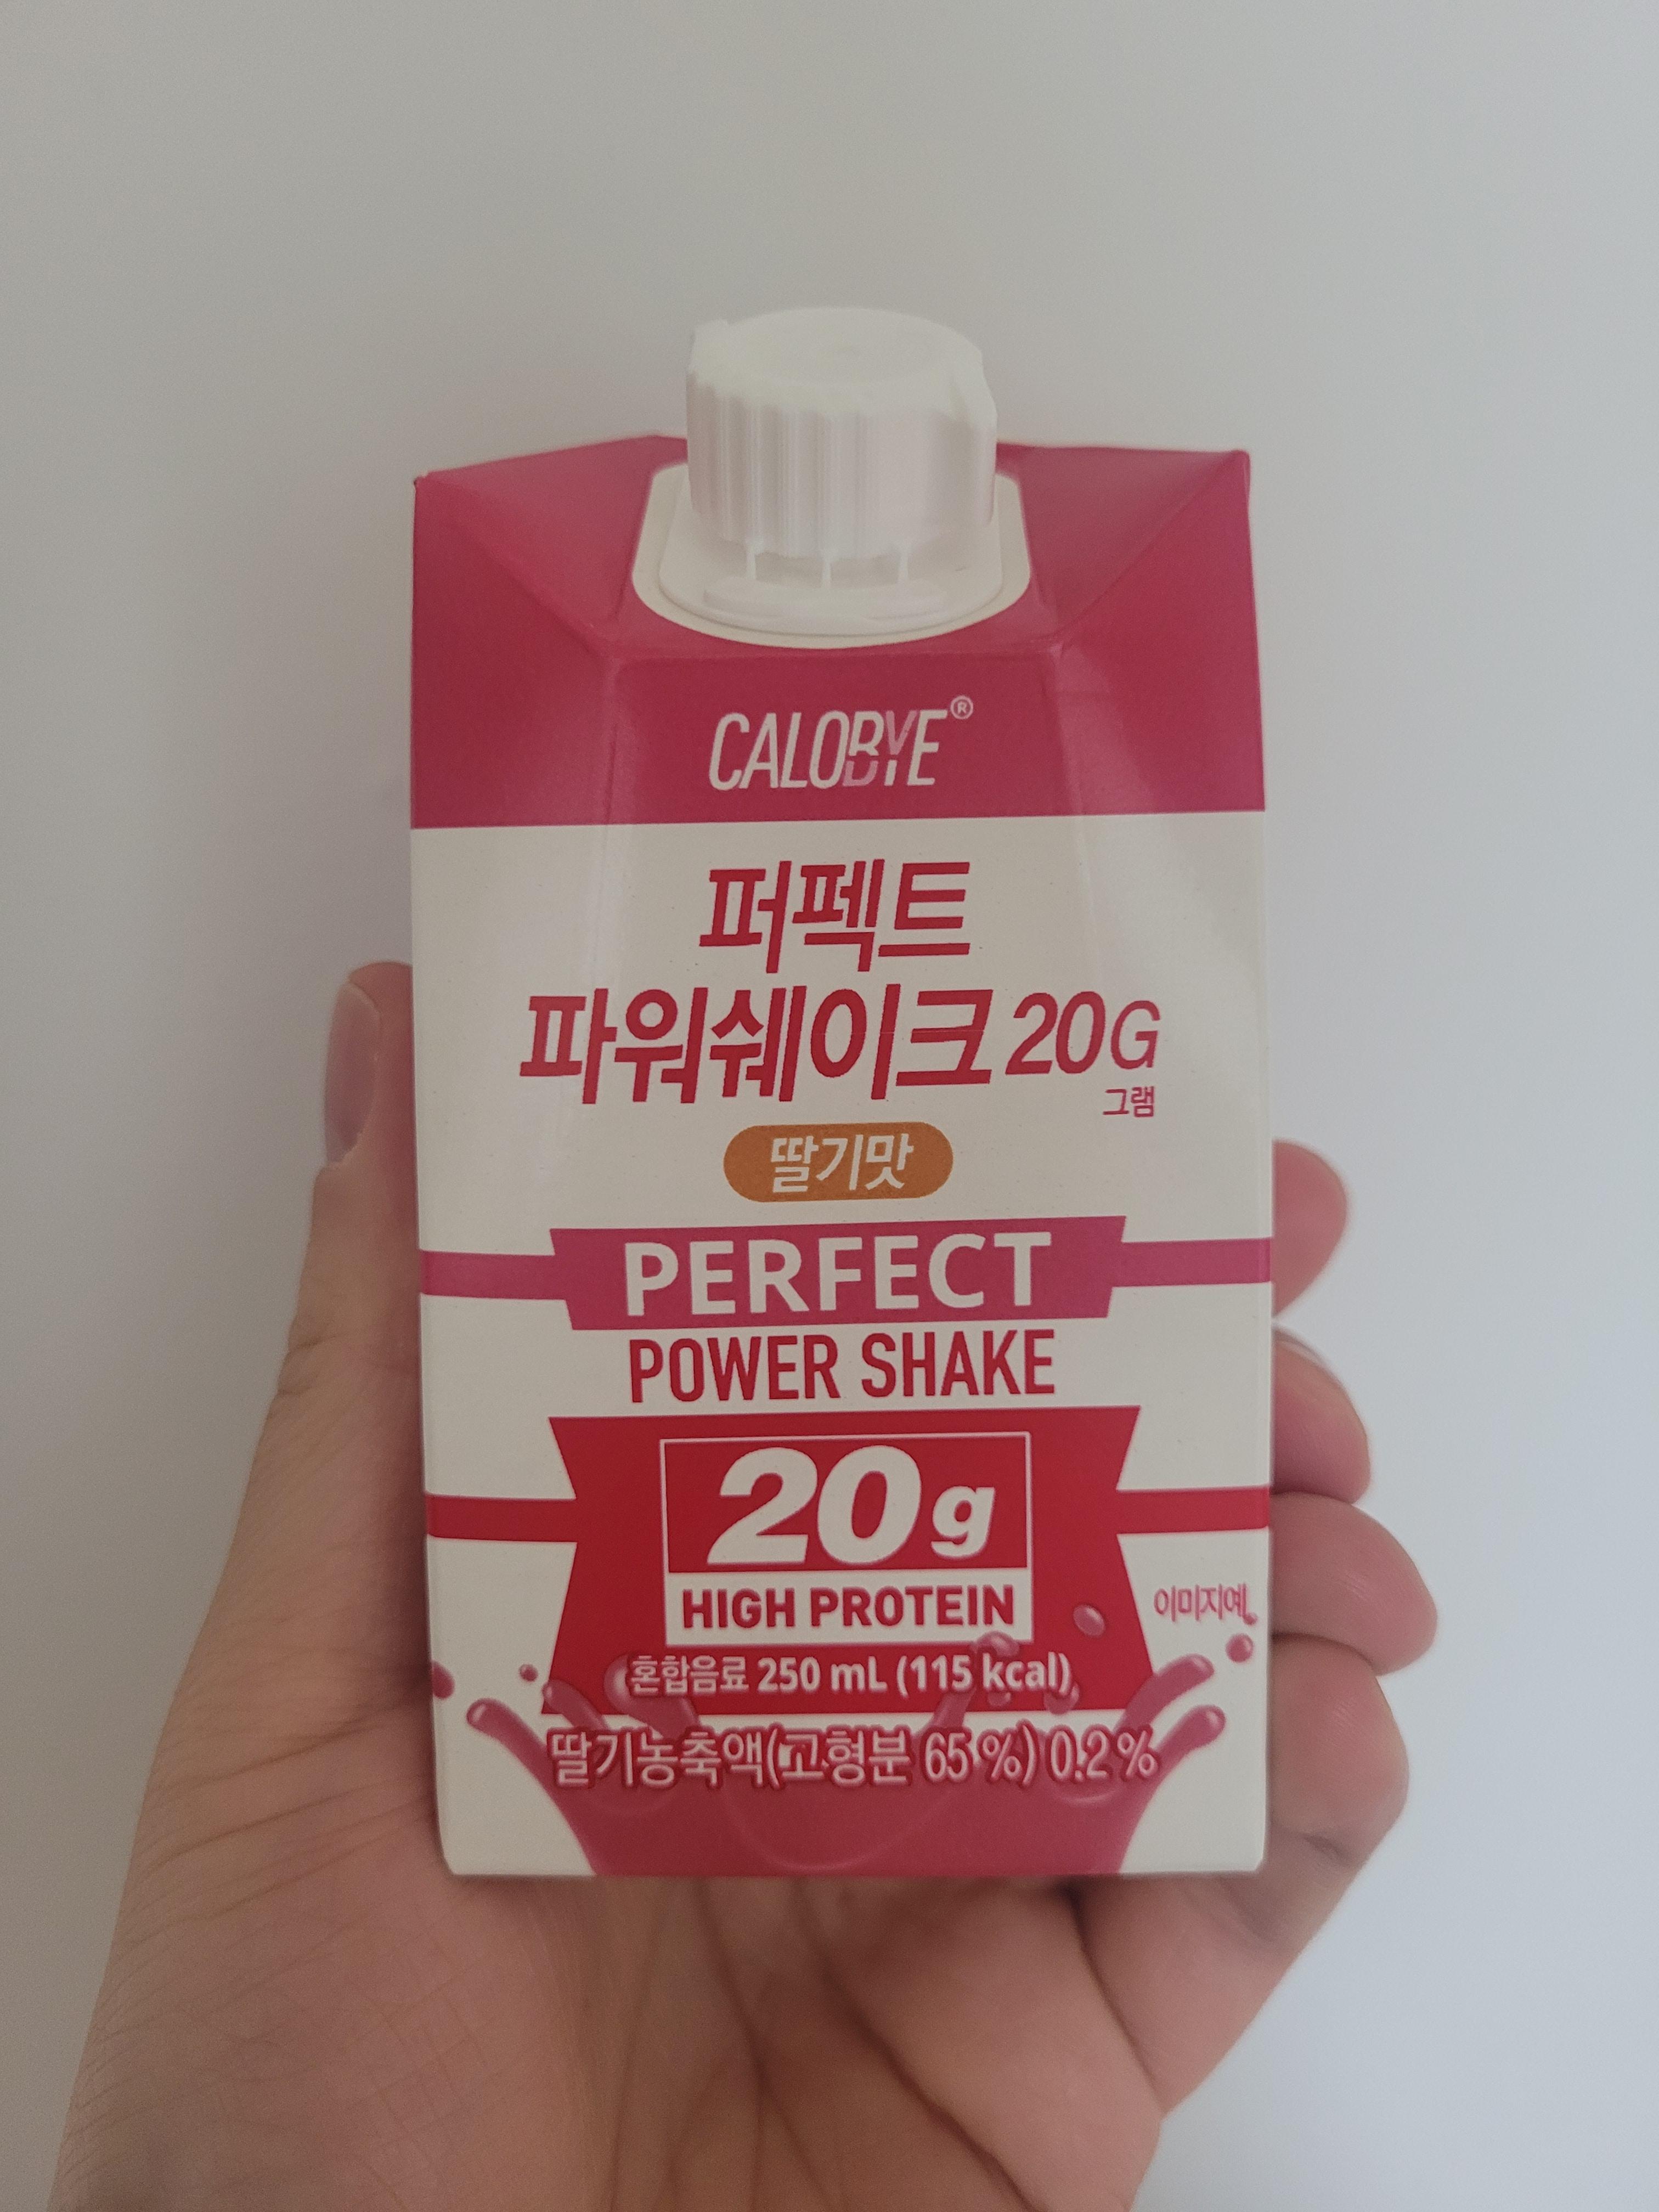 CALOBYE®
퍼펙트
파워쉐이크 20G
그램
딸기맛
PERFECT
POWER SHAKE
20g
HIGH PROTEIN
이미지예
혼합음료 250 mL (115 kcal)
딸기농축액(고형분 65 %) 0.2 %